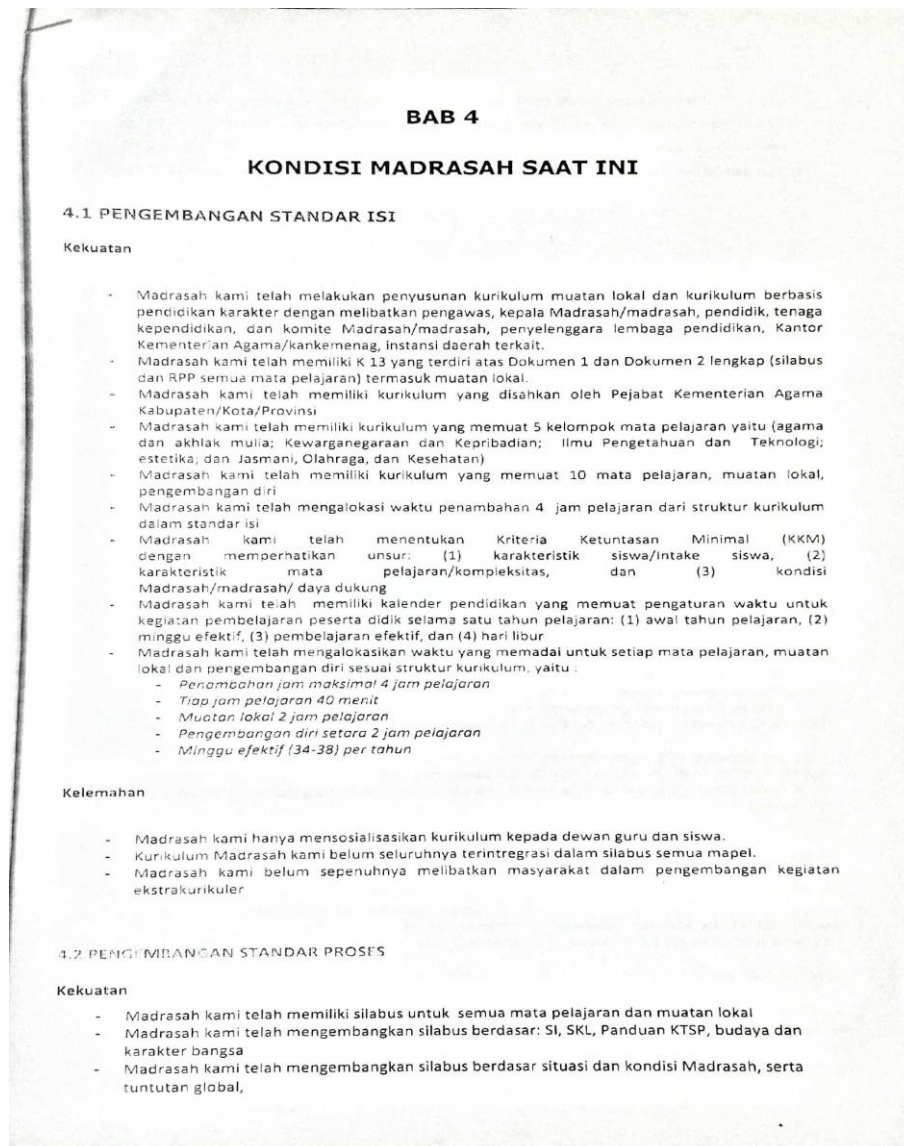 BAB 4
KONDISI MADRASAH SAAT INI
4.1 PENGEMBANGAN STANDAR ISI
Kekuatan
- Madrasah kami telah melakukan penyusunan kurikulum muatan lokal dan kurikulum berbasis
pendidikan karakter dengan melibatkan pengawas, kepala Madrasah/madrasah, pendidik, tenaga
kependidikan, dan komite Madrasah/madrasah, penyelenggara lembaga pendidikan, Kantor
Kementerian Agama/kankemenag, instansi daerah terkait.
- Madrasah kami telah memiliki K 13 yang terdiri atas Dokumen 1 dan Dokumen 2 lengkap (silabus
dan RPP semua mata pelajaran) termasuk muatan lokal.
- Madrasah kami telah memiliki kurikulum yang disahkan oleh Pejabat Kementerian Agama
Kabupaten/Kota/Provinsi
- Madrasah kami telah memiliki kurikulum yang memuat 5 kelompok mata pelajaran yaitu (agama
dan akhlak mulia; Kewarganegaraan dan Kepribadian; Ilmu Pengetahuan dan Teknologi;
estetika; dan Jasmani, Olahraga, dan Kesehatan)
- Madrasah kami telah memiliki kurikulum yang memuat 10 mata pelajaran, muatan lokal,
pengembangan diri
- Madrasah kami telah mengalokasi waktu penambahan 4 jam pelajaran dari struktur kurikulum
dalam standar isi
- Madrasah kami telah menentukan Kriteria Ketuntasan Minimal (KKM)
dengan memperhatikan unsur: (1) karakteristik siswa/Intake siswa, (2)
karakteristik mata pelajaran/kompleksitas, dan (3) kondisi
Madrasah/madrasah/ daya dukung
- Madrasah kami telah memiliki kalender pendidikan yang memuat pengaturan waktu untuk
kegiatan pembelajaran peserta didik selama satu tahun pelajaran: (1) awal tahun pelajaran, (2)
minggu efektif, (3) pembelajaran efektif, dan (4) hari libur
- Madrasah kami telah mengalokasikan waktu yang memadai untuk setiap mata pelajaran, muatan
lokal dan pengembangan diri sesuai struktur kurikulum, yaitu :
- Penambahan jam maksimal 4 jam pelajaran
- Tiap jam pelajaran 40 menit
- Muatan lokal 2 jam pelajaran
- Pengembangan diri setara 2 jam pelajaran
- Minggu efektif (34-38) per tahun
Kelemahan
- Madrasah kami hanya mensosialisasikan kurikulum kepada dewan guru dan siswa.
- Kurikulum Madrasah kami belum seluruhnya terintregrasi dalam silabus semua mapel.
- Madrasah kami belum sepenuhnya melibatkan masyarakat dalam pengembangan kegiatan
ekstrakurikuler
4.2 PENGEMBANGAN STANDAR PROSES
Kekuatan
- Madrasah kami telah memiliki silabus untuk semua mata pelajaran dan muatan lokal
- Madrasah kami telah mengembangkan silabus berdasar: SI, SKL, Panduan KTSP, budaya dan
karakter bangsa
- Madrasah kami telah mengembangkan silabus berdasar situasi dan kondisi Madrasah, serta
tuntutan global,